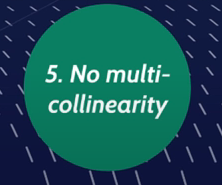 5. No multi-
collinearity